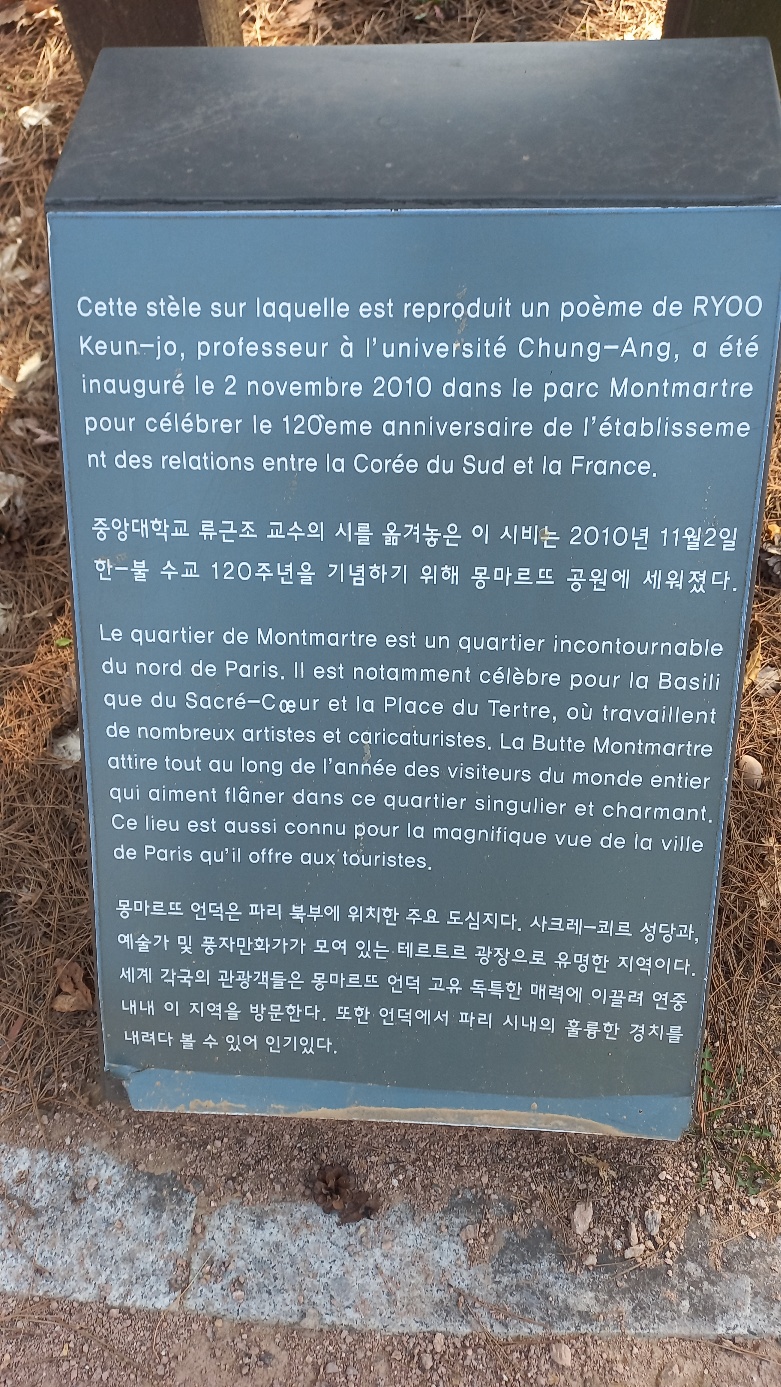 Cette stèle sur laquelle est reproduit un poème de RYOO
Keun-jo, professeur à l'université Chung-Ang, a été
inauguré le 2 novembre 2010 dans le parc Montmartre
pour célébrer le 120ème anniversaire de l'établisseme
nt des relations entre la Corée du Sud et la France.
중앙대학교 류근조 교수의 시를 옮겨놓은 이 시비는 2010년 11월2일
한-불 수교 120주년을 기념하기 위해 몽마르뜨 공원에 세워졌다.
Le quartier de Montmartre est un quartier incontournable
du nord de Paris. Il est notamment célèbre pour la Basili
que du Sacré-Cœur et la Place du Tertre, où travaillent
de nombreux artistes et caricaturistes. La Butte Montmartre
attire tout au long de l'année des visiteurs du monde entier
qui aiment flâner dans ce quartier singulier et charmant.
Ce lieu est aussi connu pour la magnifique vue de la ville
de Paris qu'il offre aux touristes.
몽마르뜨 언덕은 파리 북부에 위치한 주요 도심지다. 사크레-쾨르 성당과,
예술가 및 풍자만화가가 모여 있는 테르트르 광장으로 유명한 지역이다.
세계 각국의 관광객들은 몽마르뜨 언덕 고유 독특한 매력에 이끌려 연중
내내 이 지역을 방문한다. 또한 언덕에서 파리 시내의 훌륭한 경치를
내려다 볼 수 있어 인기있다.